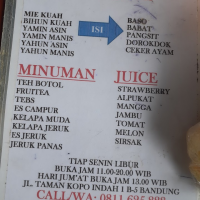 MIE KUAH
BIHUN KUAH
YAMIN ASIN
YAMIN MANIS
YAHUN ASIN
YAHUN MANIS
ISI
BASO
BABAT
PANGSIT
DOROKDOK
CEKER AYAM
MINUMAN
TEH BOTOL
FRUITEA
TEBS
ES CAMPUR
KELAPA MUDA
KELAPA JERUK
ES JERUK
JERUK PANAS
JUICE
STRAWBERRY
ALPUKAT
MANGGA
JAMBU
TOMAT
MELON
SIRSAK
TIAP SENIN LIBUR
BUKA JAM 11.00-20.00 WIB
HARI JUM'AT BUKA JAM 13.00 WIB
JL. TAMAN KOPO INDAH 1 B-5 BANDUNG
CALL/WA: 0811